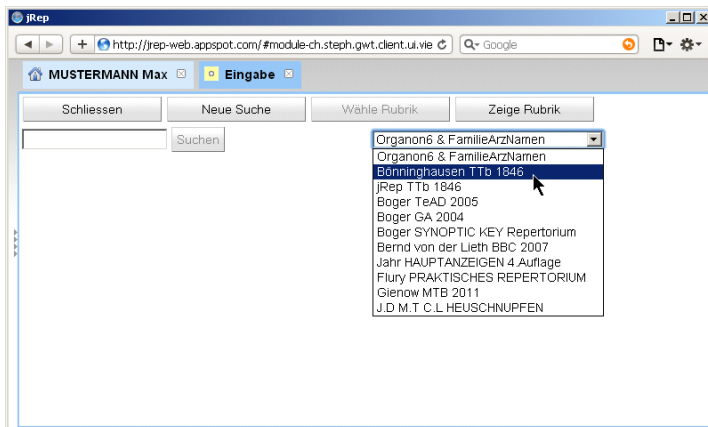 jRep
http://jrep-web.appspot.com/#module-ch.steph.gwt.client.ui.vie
Google
MUSTERMANN Max
Eingabe
Schliessen Neue Suche Wähle Rubrik Zeige Rubrik
Suchen
Organon6 & FamilieArzNamen
Organon6 & FamilieArzNamen
Bönninghausen TTb 1846
jRep TTb 1846
Boger TeAD 2005
Boger GA 2004
Boger SYNOPTIC KEY Repertorium
Bernd von der Lieth BBC 2007
Jahr HAUPTANZEIGEN 4.Auflage
Flury PRAKTISCHES REPERTORIUM
Gienow MTB 2011
J.D M.T C.L HEUSCHNUPFEN